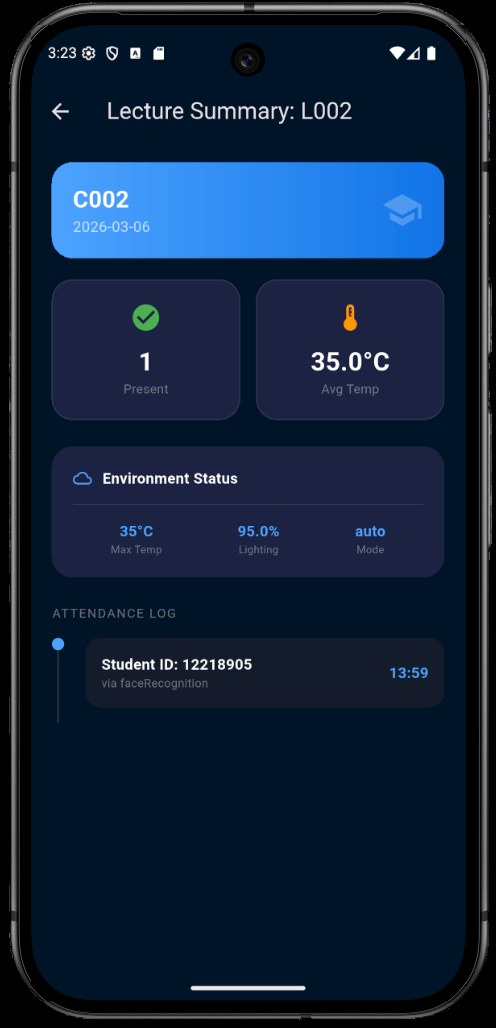 3:23
Lecture Summary: L002
C002
2026-03-06
1
Present
35.0°C
Avg Temp
Environment Status
35°C
Max Temp
95.0%
Lighting
auto
Mode
ATTENDANCE LOG
Student ID: 12218905
via faceRecognition
13:59